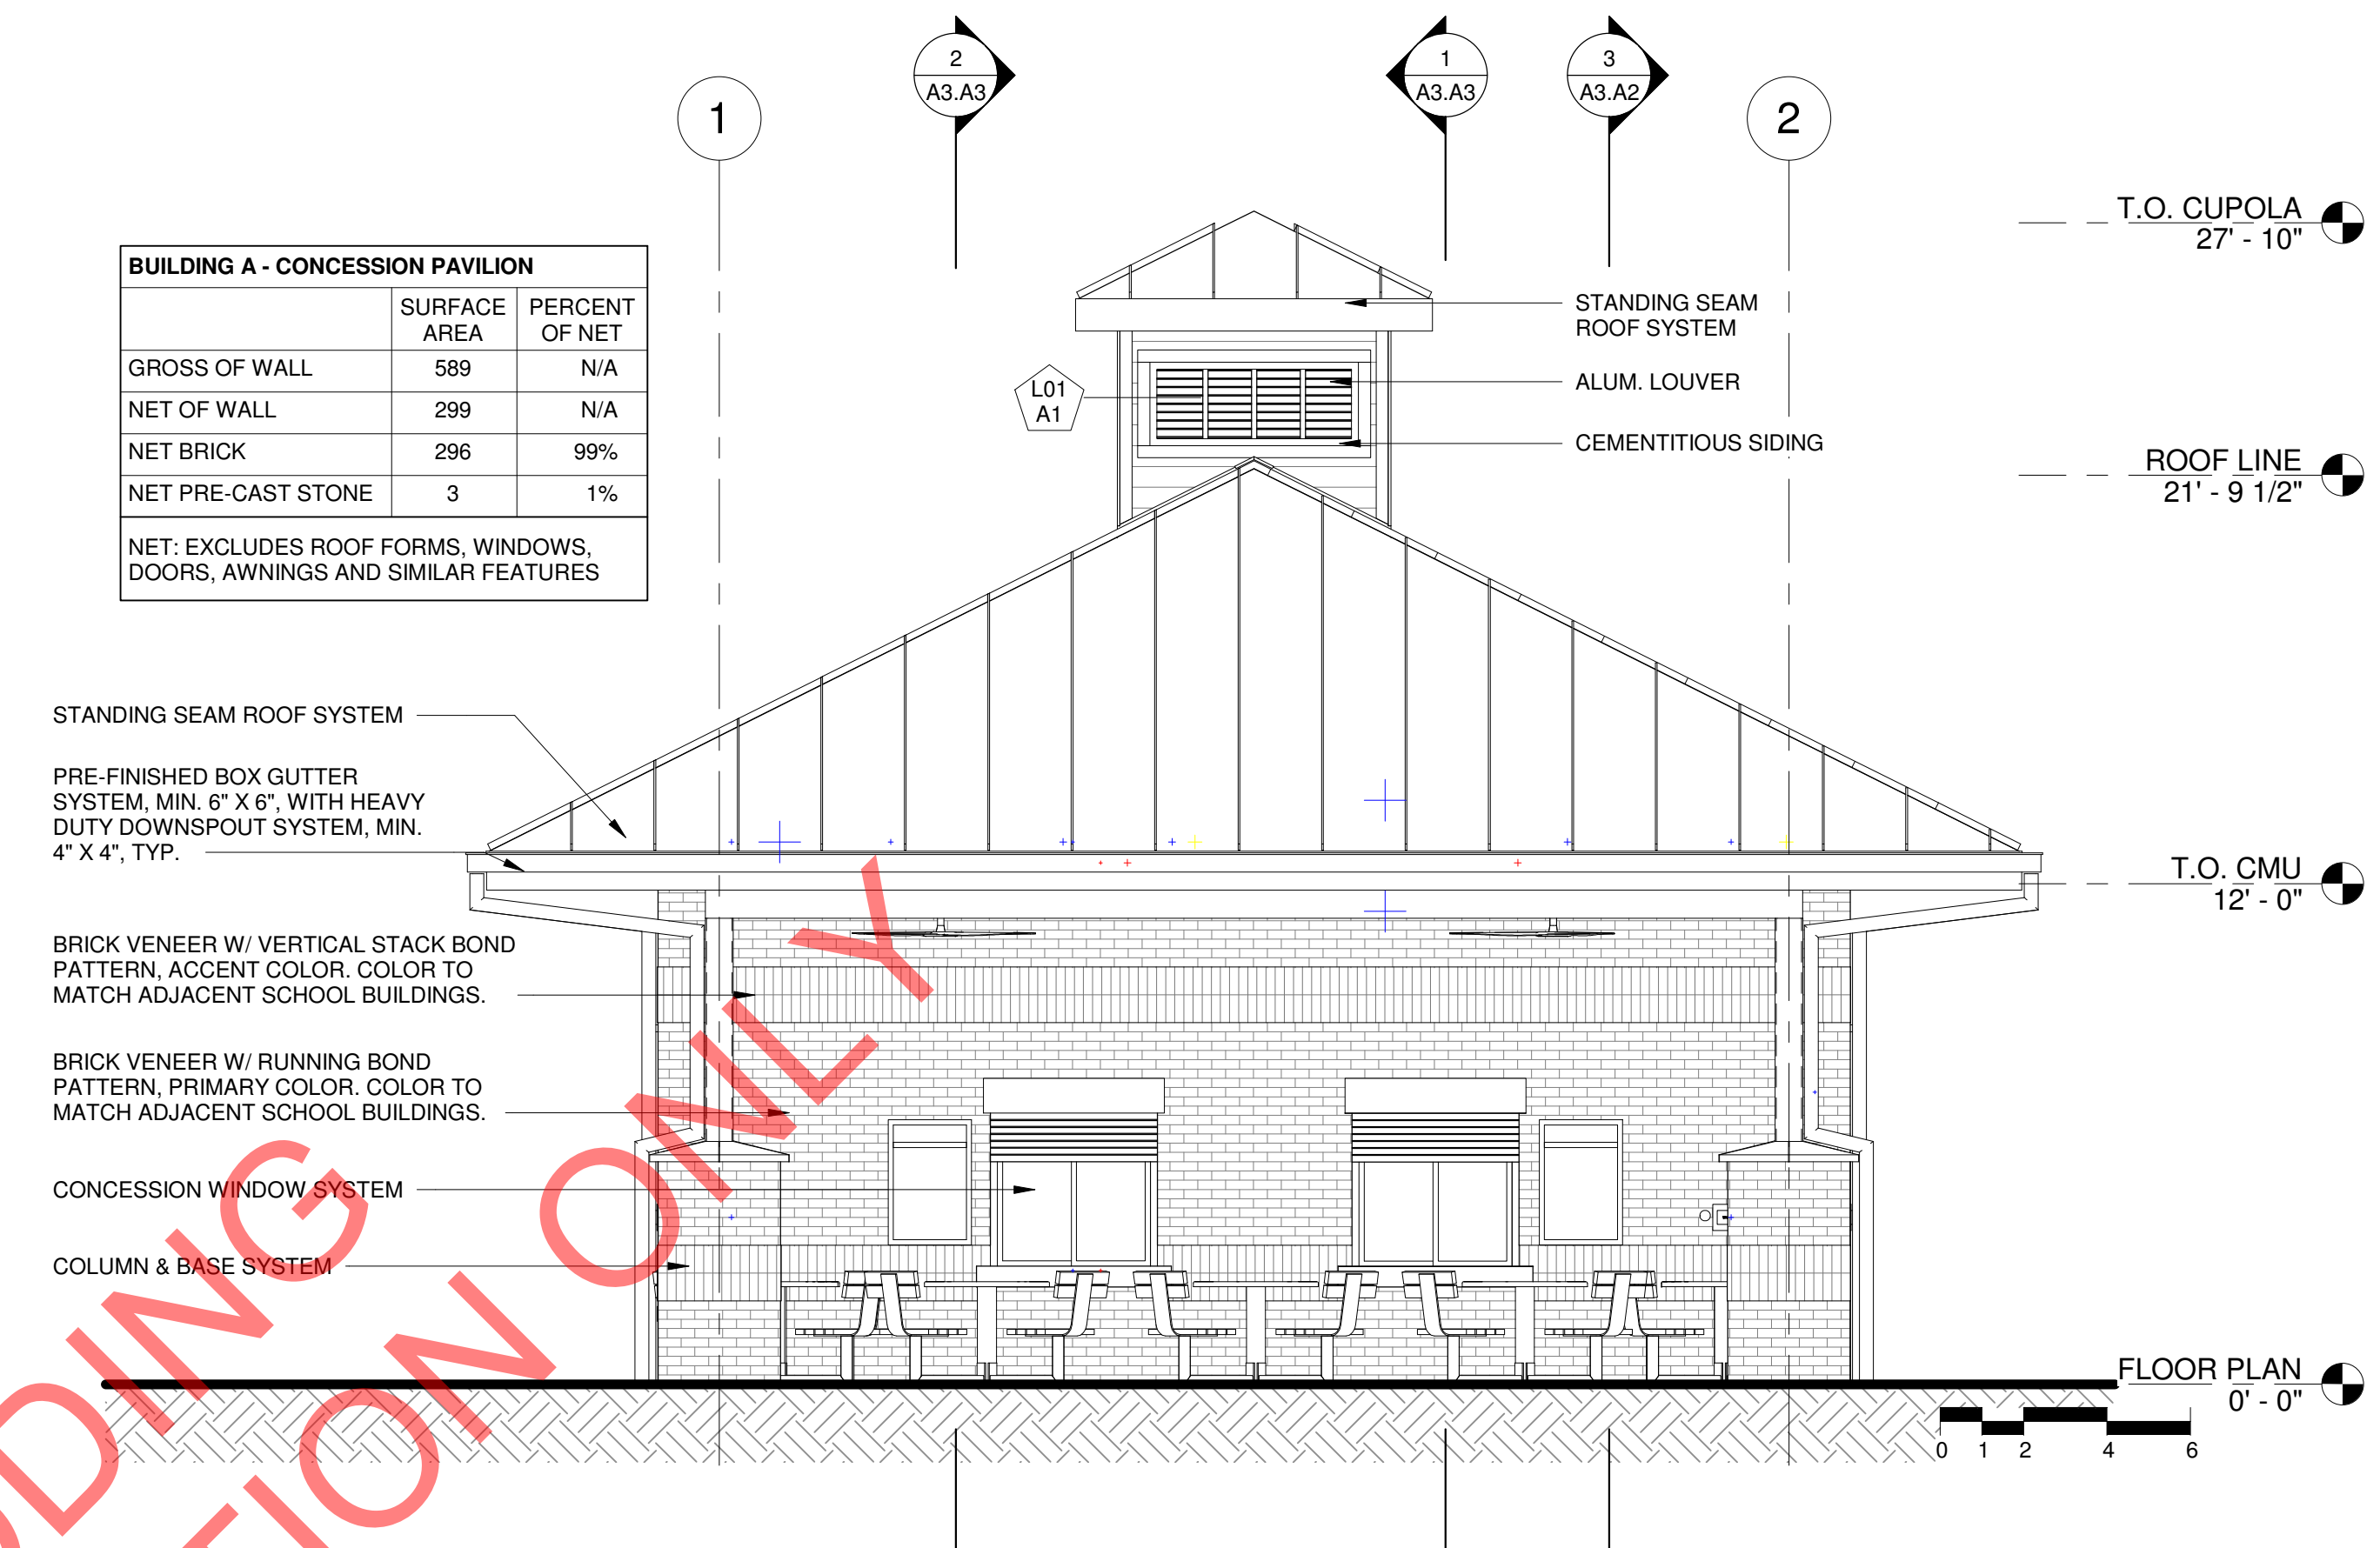 2
A3.A3
1
A3.A3
3
A3.A2
1
2
T.O. CUPOLA
27' - 10"
BUILDING A - CONCESSION PAVILION
SURFACE AREA
PERCENT OF NET
GROSS OF WALL 589 N/A
NET OF WALL 299 N/A
NET BRICK 296 99%
NET PRE-CAST STONE 3 1%
NET: EXCLUDES ROOF FORMS, WINDOWS,
DOORS, AWNINGS AND SIMILAR FEATURES
STANDING SEAM
ROOF SYSTEM
L01
A1
ALUM. LOUVER
CEMENTITIOUS SIDING
ROOF LINE
21' - 9 1/2"
STANDING SEAM ROOF SYSTEM
PRE-FINISHED BOX GUTTER
SYSTEM, MIN. 6" X 6", WITH HEAVY
DUTY DOWNSPOUT SYSTEM, MIN.
4" X 4", TYP.
T.O. CMU
12' - 0"
BRICK VENEER W/ VERTICAL STACK BOND
PATTERN, ACCENT COLOR. COLOR TO
MATCH ADJACENT SCHOOL BUILDINGS.
BRICK VENEER W/ RUNNING BOND
PATTERN, PRIMARY COLOR. COLOR TO
MATCH ADJACENT SCHOOL BUILDINGS.
CONCESSION WINDOW SYSTEM
COLUMN & BASE SYSTEM
FLOOR PLAN
0' - 0"
0 1 2 4 6
DING
TION ONLY